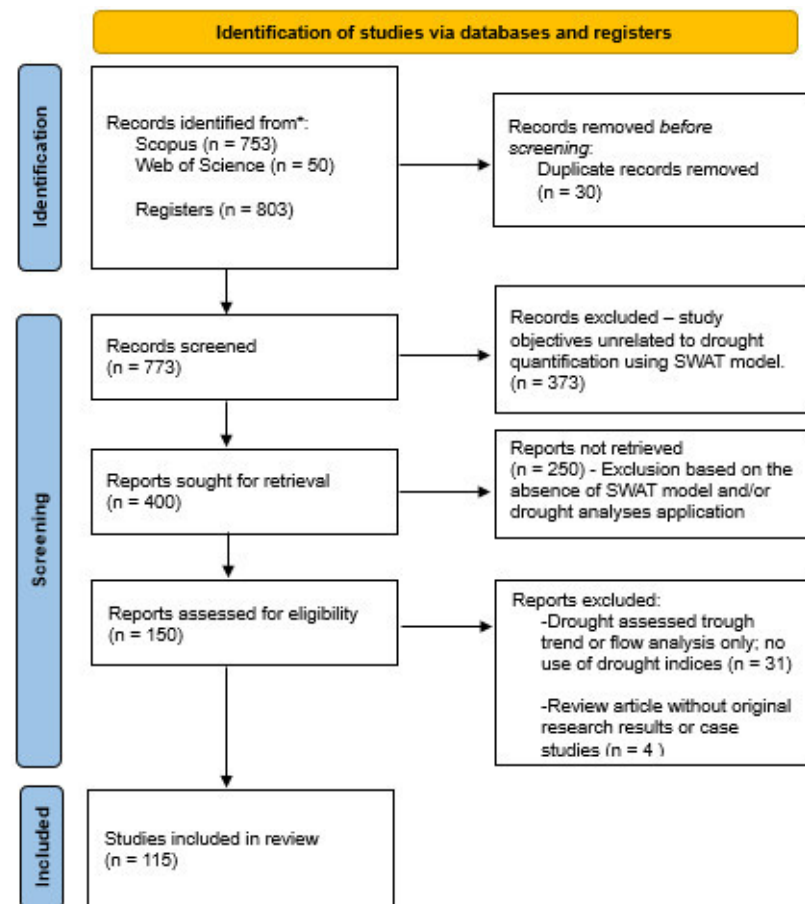 Identification of studies via databases and registers
Identification
Records identified from*:
Scopus (n = 753)
Web of Science (n = 50)
Registers (n = 803)
Records removed before
screening:
Duplicate records removed
(n = 30)
Screening
Records screened
(n = 773)
Records excluded – study
objectives unrelated to drought
quantification using SWAT model.
(n = 373)
Reports sought for retrieval
(n = 400)
Reports not retrieved
(n = 250) - Exclusion based on the
absence of SWAT model and/or
drought analyses application
Reports assessed for eligibility
(n = 150)
Reports excluded:
-Drought assessed trough
trend or flow analysis only; no
use of drought indices (n = 31)
-Review article without original
research results or case
studies (n = 4 )
Included
Studies included in review
(n = 115)